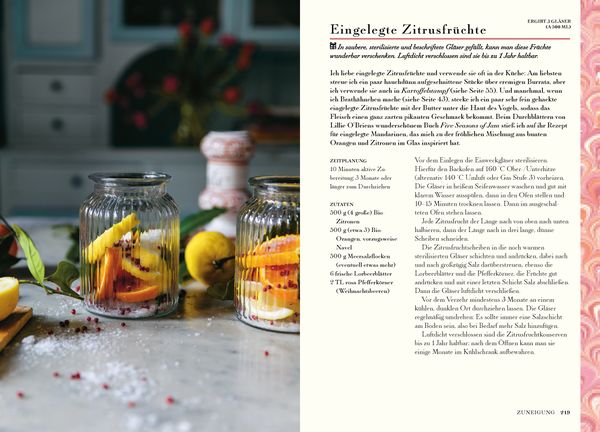 Eingelegte Zitrusfrüchte
ERGIBT 3 GLÄSER
(À 500 ML)
In saubere, sterilisierte und beschriftete Gläser gefüllt, kann man diese Früchte
wunderbar verschenken. Luftdicht verschlossen sind sie bis zu 1 Jahr haltbar.
Ich liebe eingelegte Zitrusfrüchte und verwende sie oft in der Küche: Am liebsten
streue ich ein paar hauchdünn aufgeschnittene Stücke über cremigen Burrata, aber
ich verwende sie auch in Kartoffelstampf (siehe Seite 55). Und manchmal, wenn
ich Brathähnchen mache (siehe Seite 43), stecke ich ein paar sehr fein gehackte
eingelegte Zitrusfrüchte mit der Butter unter die Haut des Vogels, sodass das
Fleisch einen ganz zarten pikanten Geschmack bekommt. Beim Durchblättern von
Lillie O'Briens wunderschönem Buch Five Seasons of Jam stieß ich auf ihr Rezept
für eingelegte Mandarinen, das mich zu der fröhlichen Mischung aus bunten
Orangen und Zitronen im Glas inspiriert hat.
ZEITPLANUNG
10 Minuten aktive Zu
bereitung 3 Monate oder
länger zum Durchziehen
ZUTATEN
500 g (4 große) Bio
Zitronen
500 g (etwa 3) Bio
Orangen, vorzugsweise
Navel
500 g Meersalzflocken
(eventuell etwas mehr)
6 frische Lorbeerblätter
2 TL rosa Pfefferkörner
(Weihnachtsbeeren)
Vor dem Einlegen die Einweckgläser sterilisieren.
Hierfür den Backofen auf 160 °C Ober-/Unterhitze
(alternativ 140 °C Umluft oder Gas Stufe 3) vorheizen.
Die Gläser in heißem Seifenwasser waschen und gut mit
klarem Wasser ausspülen, dann in den Ofen stellen und
10–15 Minuten trocknen lassen. Dann im ausgeschal
teten Ofen stehen lassen.
Jede Zitrusfrucht der Länge nach von oben nach unten
halbieren, dann der Länge nach in drei lange, dünne
Scheiben schneiden.
Die Zitrusfruchtscheiben in die noch warmen
sterilisierten Gläser schichten und andrücken, dabei nach
und nach großzügig Salz darüberstreuen, ebenso die
Lorbeerblätter und die Pfefferkörner, die Früchte gut
andrücken und mit einer letzten Schicht Salz abschließen.
Dann die Gläser luftdicht verschließen.
Vor dem Verzehr mindestens 3 Monate an einem
kühlen, dunklen Ort durchziehen lassen. Die Gläser
regelmäßig umdrehen: Es sollte immer eine Salzschicht
am Boden sein, also bei Bedarf mehr Salz hinzufügen.
Luftdicht verschlossen sind die Zitrusfruchtkonserven
bis zu 1 Jahr haltbar, nach dem Öffnen kann man sie
einige Monate im Kühlschrank aufbewahren.
ZUNEIGUNG 219